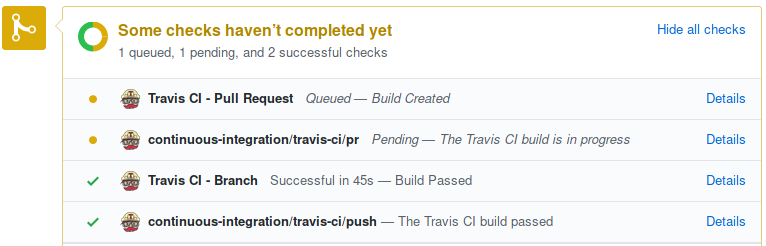 Some checks haven’t completed yet
Hide all checks
1 queued, 1 pending, and 2 successful checks
Travis CI - Pull Request Queued — Build Created Details
continuous-integration/travis-ci/pr Pending — The Travis CI build is in progress Details
Travis CI - Branch Successful in 45s — Build Passed Details
continuous-integration/travis-ci/push — The Travis CI build passed Details